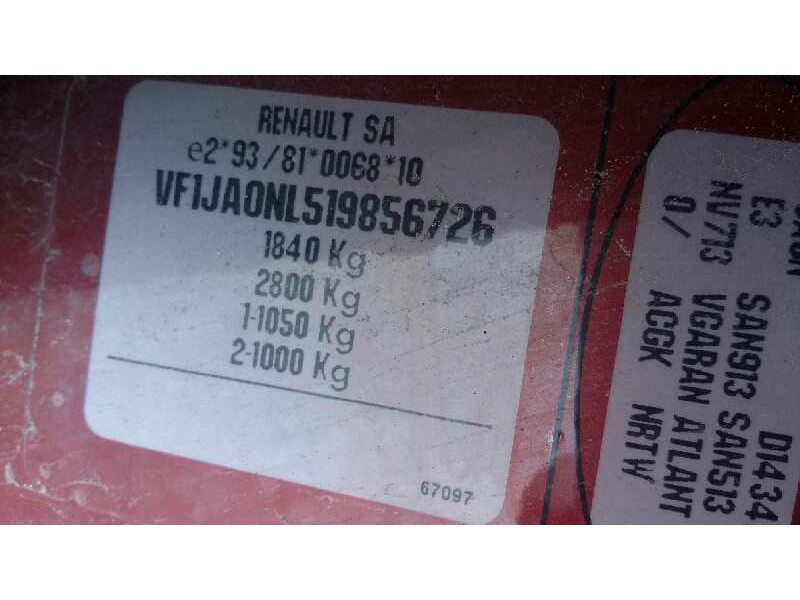 RENAULT SA
e2*93/81*0068*10
VF1JA0NL519856726
1840 Kg
2800 Kg
1-1050 Kg
2-1000 Kg
67097
E3
NV713
0/
DI434
SAN913 SAN513
VGARAN ATLANT
ACGK NRTW